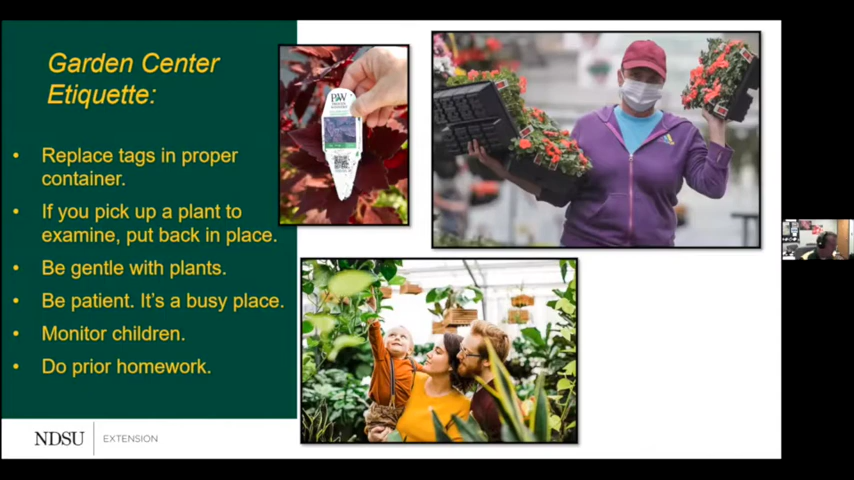 Garden Center
Etiquette:
• Replace tags in proper
container.
• If you pick up a plant to
examine, put back in place.
• Be gentle with plants.
• Be patient. It's a busy place.
• Monitor children.
• Do prior homework.
NDSU EXTENSION
PW